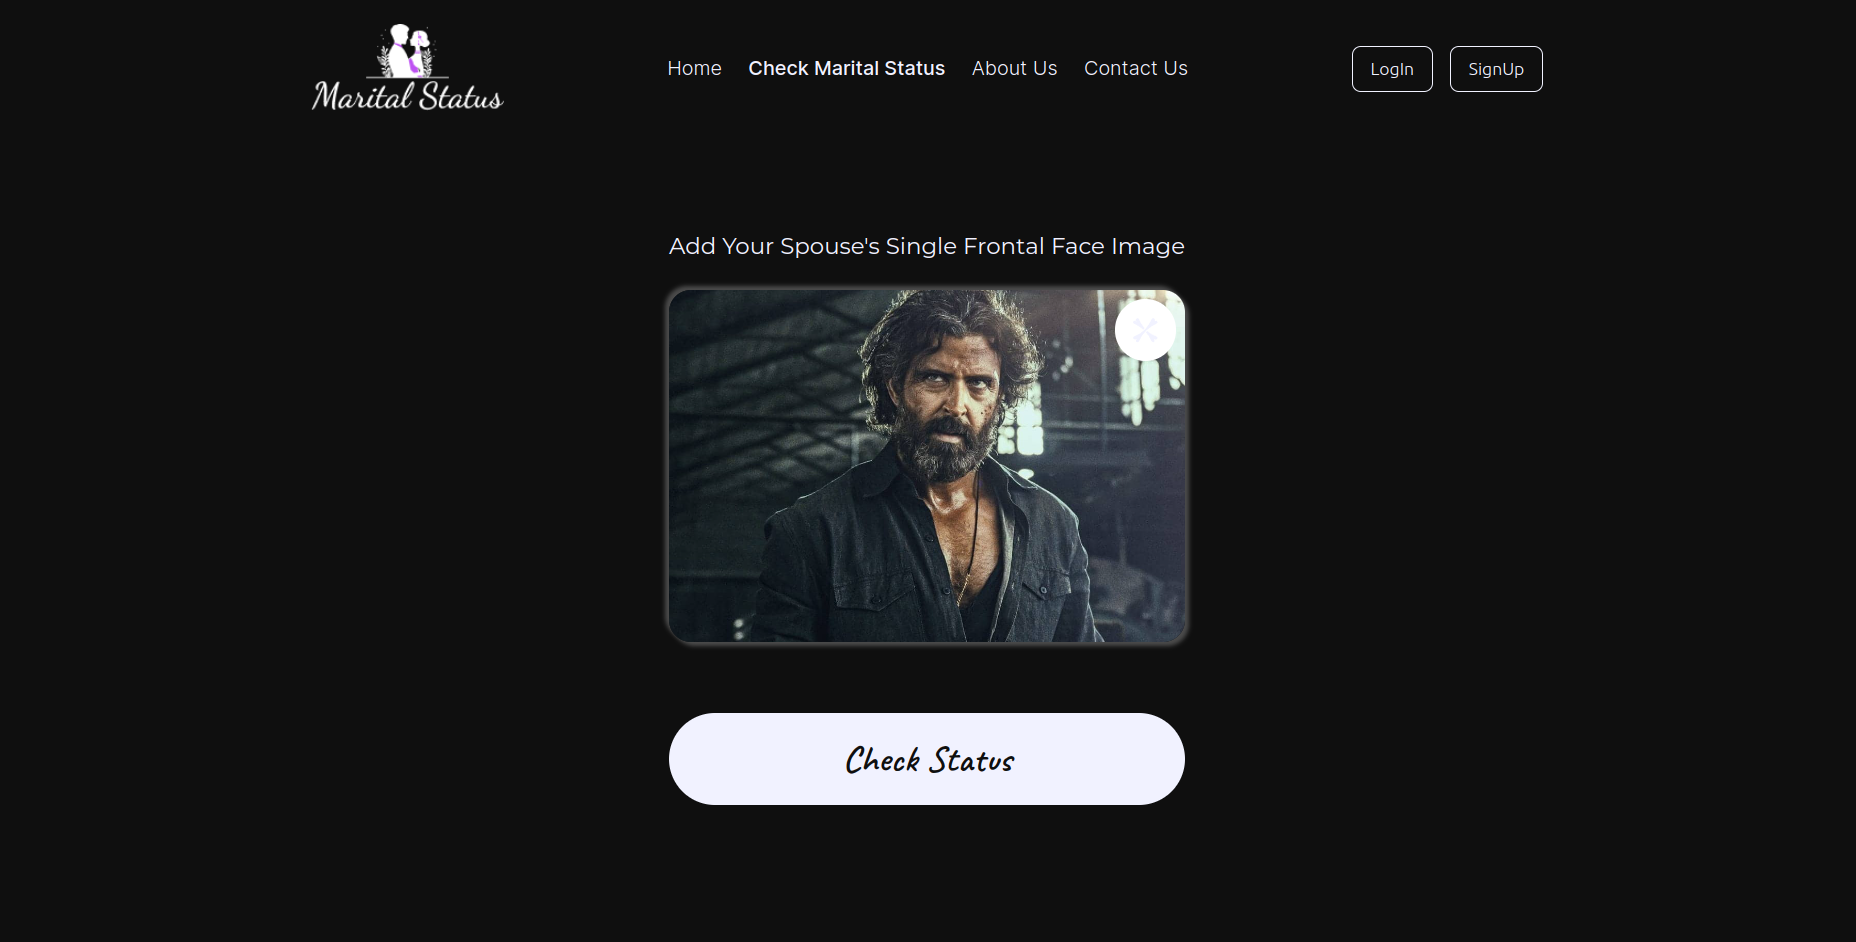 Marital Status
Home Check Marital Status About Us Contact Us
LogIn SignUp
Add Your Spouse's Single Frontal Face Image
Check Status